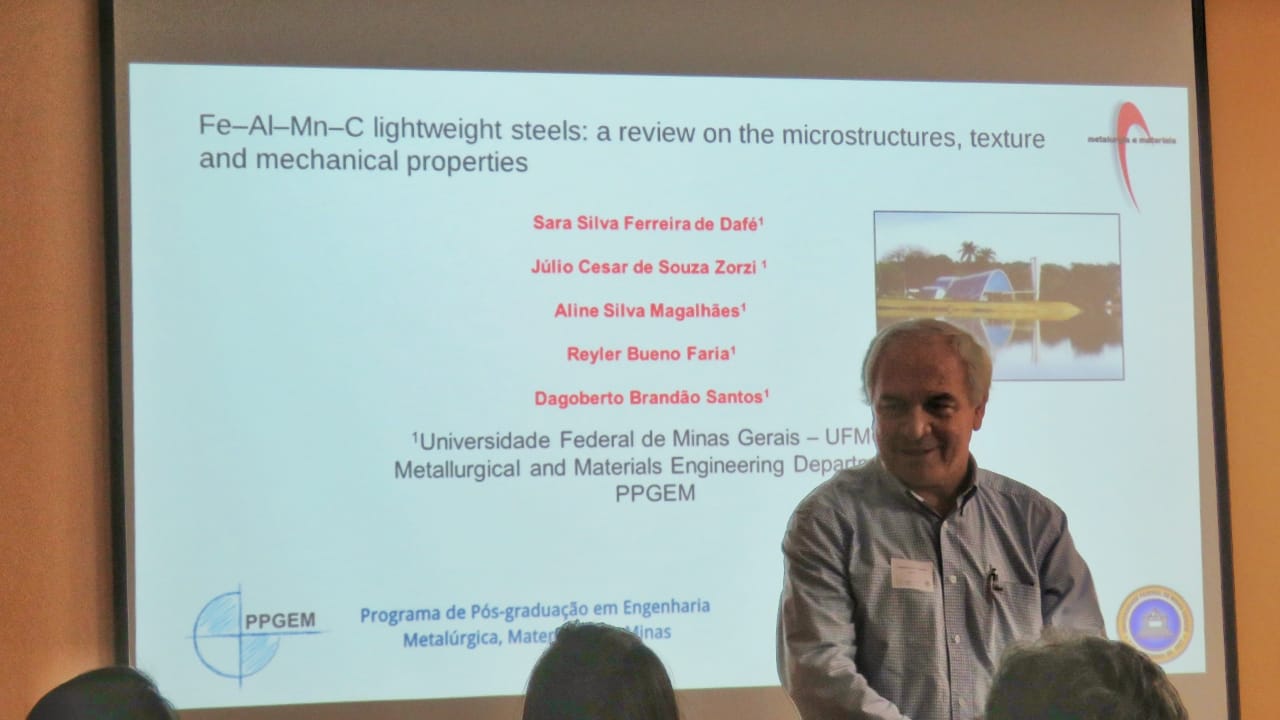 Fe–Al–Mn–C lightweight steels: a review on the microstructures, texture
and mechanical properties
metalurgia e materiais
Sara Silva Ferreira de Dafé¹
Júlio Cesar de Souza Zorzi ¹
Aline Silva Magalhães¹
Reyler Bueno Faria¹
Dagoberto Brandão Santos¹
¹Universidade Federal de Minas Gerais – UFM
Metallurgical and Materials Engineering Departm
PPGEM
PPGEM
Programa de Pós-graduação em Engenharia
Metalúrgica, Mater Minas